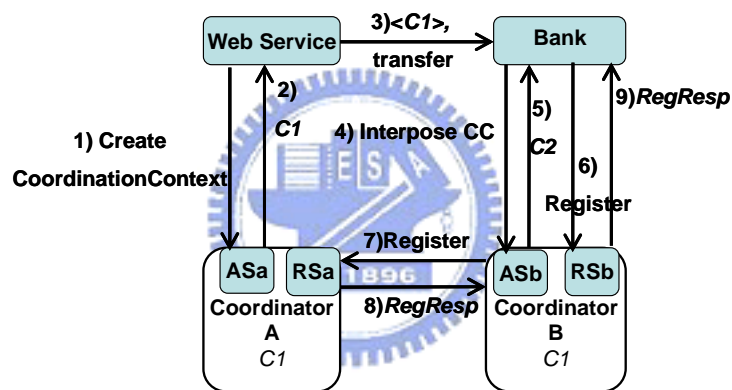 Web Service
3)<C1>,
transfer
Bank
2)
C1
1) Create
CoordinationContext
4) Interpose CC
5)
C2
6)
Register
9)RegResp
E S A
1896
7)Register
8)RegResp
ASa
RSa
Coordinator
A
C1
ASb
RSb
Coordinator
B
C1